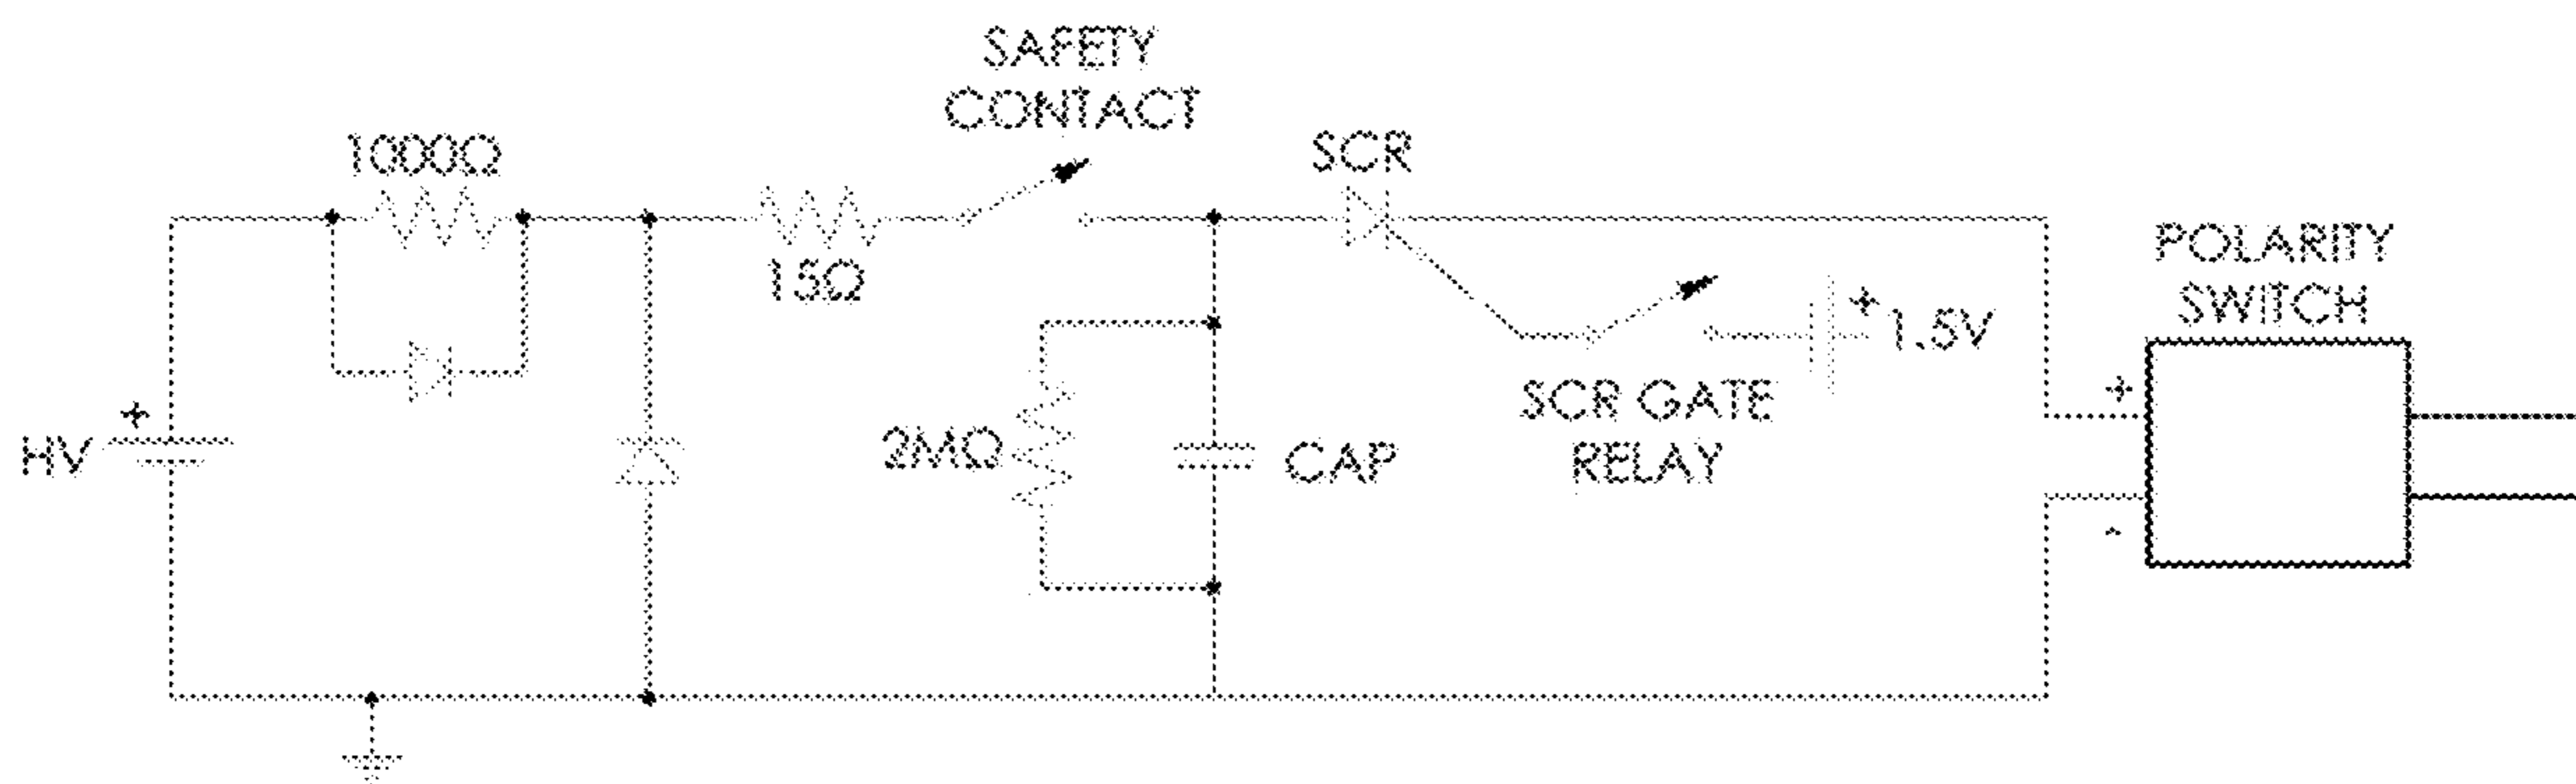 SAFETY
CONTACT
1000Ω
SCR
15Ω
POLARITY
SWITCH
+
1.5V
+
HV
+
2MΩ
CAP
SCR GATE
RELAY
-